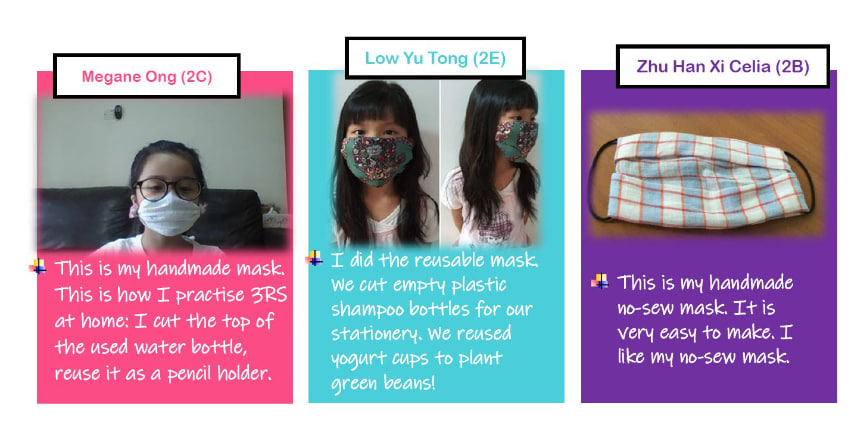 Megane Ong (2C)
This is my handmade mask.
This is how I practise 3RS
at home: I cut the top of
the used water bottle,
reuse it as a pencil holder.
Low Yu Tong (2E)
I did the reusable mask.
We cut empty plastic
shampoo bottles for our
stationery. We reused
yogurt cups to plant
green beans!
Zhu Han Xi Celia (2B)
This is my handmade
no-sew mask. It is
very easy to make. I
like my no-sew mask.